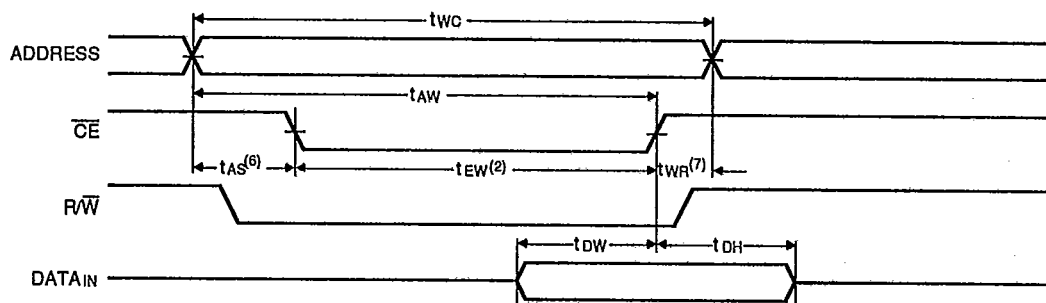 tWC
ADDRESS
tAW
CE
tAS(6)
tEW(2)
tWR(7)
R/W
tDW
tDH
DATAIN